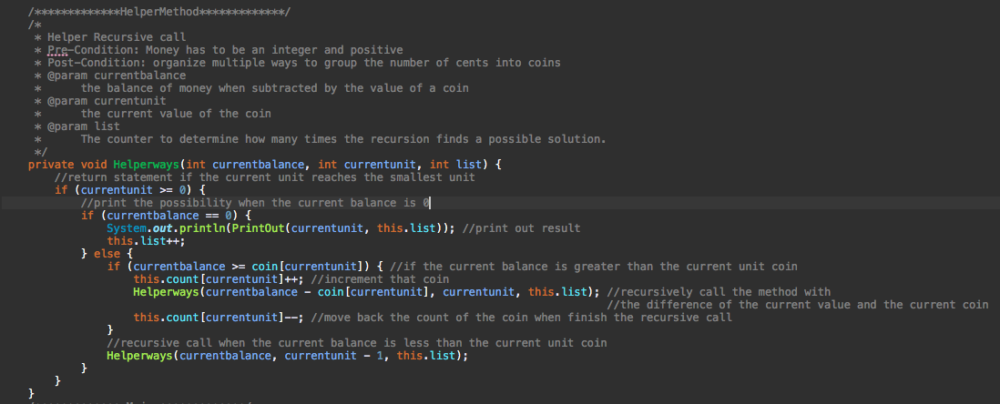 /*************HelperMethod*************/
/*
 * Helper Recursive call
 * Pre-Condition: Money has to be an integer and positive
 * Post-Condition: organize multiple ways to group the number of cents into coins
 * @param currentbalance
 *      the balance of money when subtracted by the value of a coin
 * @param currentunit
 *      the current value of the coin
 * @param list
 *      The counter to determine how many times the recursion finds a possible solution.
 */
private void Helperways(int currentbalance, int currentunit, int list) {
    //return statement if the current unit reaches the smallest unit
    if (currentunit >= 0) {
        //print the possibility when the current balance is 0
        if (currentbalance == 0) {
            System.out.println(PrintOut(currentunit, this.list)); //print out result
            this.list++;
        } else {
            if (currentbalance >= coin[currentunit]) { //if the current balance is greater than the current unit coin
                this.count[currentunit]++; //increment that coin
                Helperways(currentbalance - coin[currentunit], currentunit, this.list); //recursively call the method with
                                                                                        //the difference of the current value and the current coin
                this.count[currentunit]--; //move back the count of the coin when finish the recursive call
            }
            //recursive call when the current balance is less than the current unit coin
            Helperways(currentbalance, currentunit - 1, this.list);
        }
    }
}